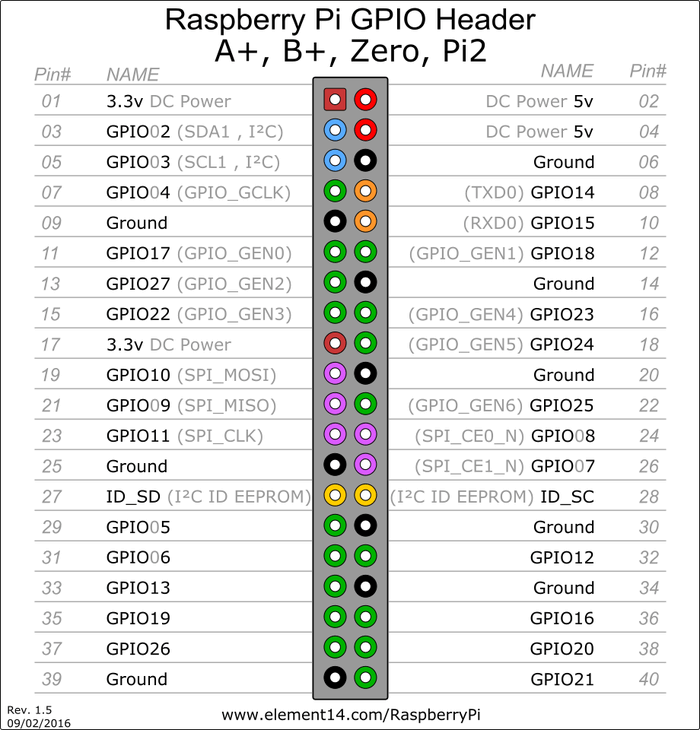 Raspberry Pi GPIO Header
A+, B+, Zero, Pi2
Pin# NAME NAME Pin#
01 3.3v DC Power DC Power 5v 02
03 GPIO02 (SDA1 , I²C) DC Power 5v 04
05 GPIO03 (SCL1 , I²C) Ground 06
07 GPIO04 (GPIO_GCLK) (TXD0) GPIO14 08
09 Ground (RXD0) GPIO15 10
11 GPIO17 (GPIO_GEN0) (GPIO_GEN1) GPIO18 12
13 GPIO27 (GPIO_GEN2) Ground 14
15 GPIO22 (GPIO_GEN3) (GPIO_GEN4) GPIO23 16
17 3.3v DC Power (GPIO_GEN5) GPIO24 18
19 GPIO10 (SPI_MOSI) Ground 20
21 GPIO09 (SPI_MISO) (GPIO_GEN6) GPIO25 22
23 GPIO11 (SPI_CLK) (SPI_CE0_N) GPIO08 24
25 Ground (SPI_CE1_N) GPIO07 26
27 ID_SD (I²C ID EEPROM) (I²C ID EEPROM) ID_SC 28
29 GPIO05 Ground 30
31 GPIO06 GPIO12 32
33 GPIO13 Ground 34
35 GPIO19 GPIO16 36
37 GPIO26 GPIO20 38
39 Ground GPIO21 40
Rev. 1.5
09/02/2016
www.element14.com/RaspberryPi